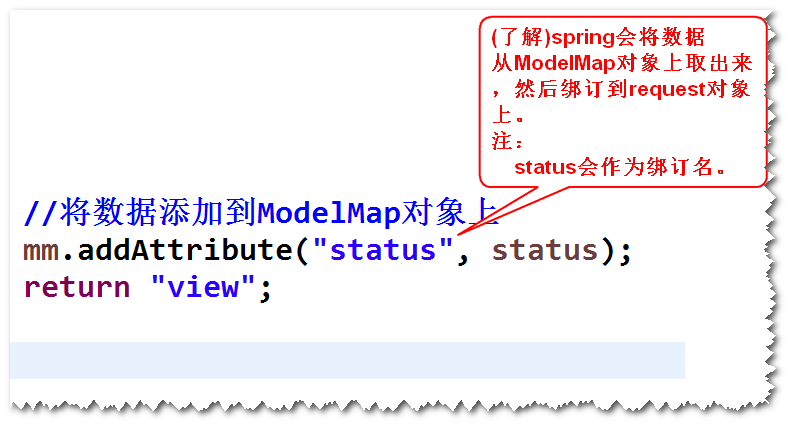 (了解)spring会将数据
从ModelMap对象上取出来
，然后绑订到request对象
上。
注：
status会作为绑订名。
//将数据添加到ModelMap对象上
mm.addAttribute("status", status);
return "view";